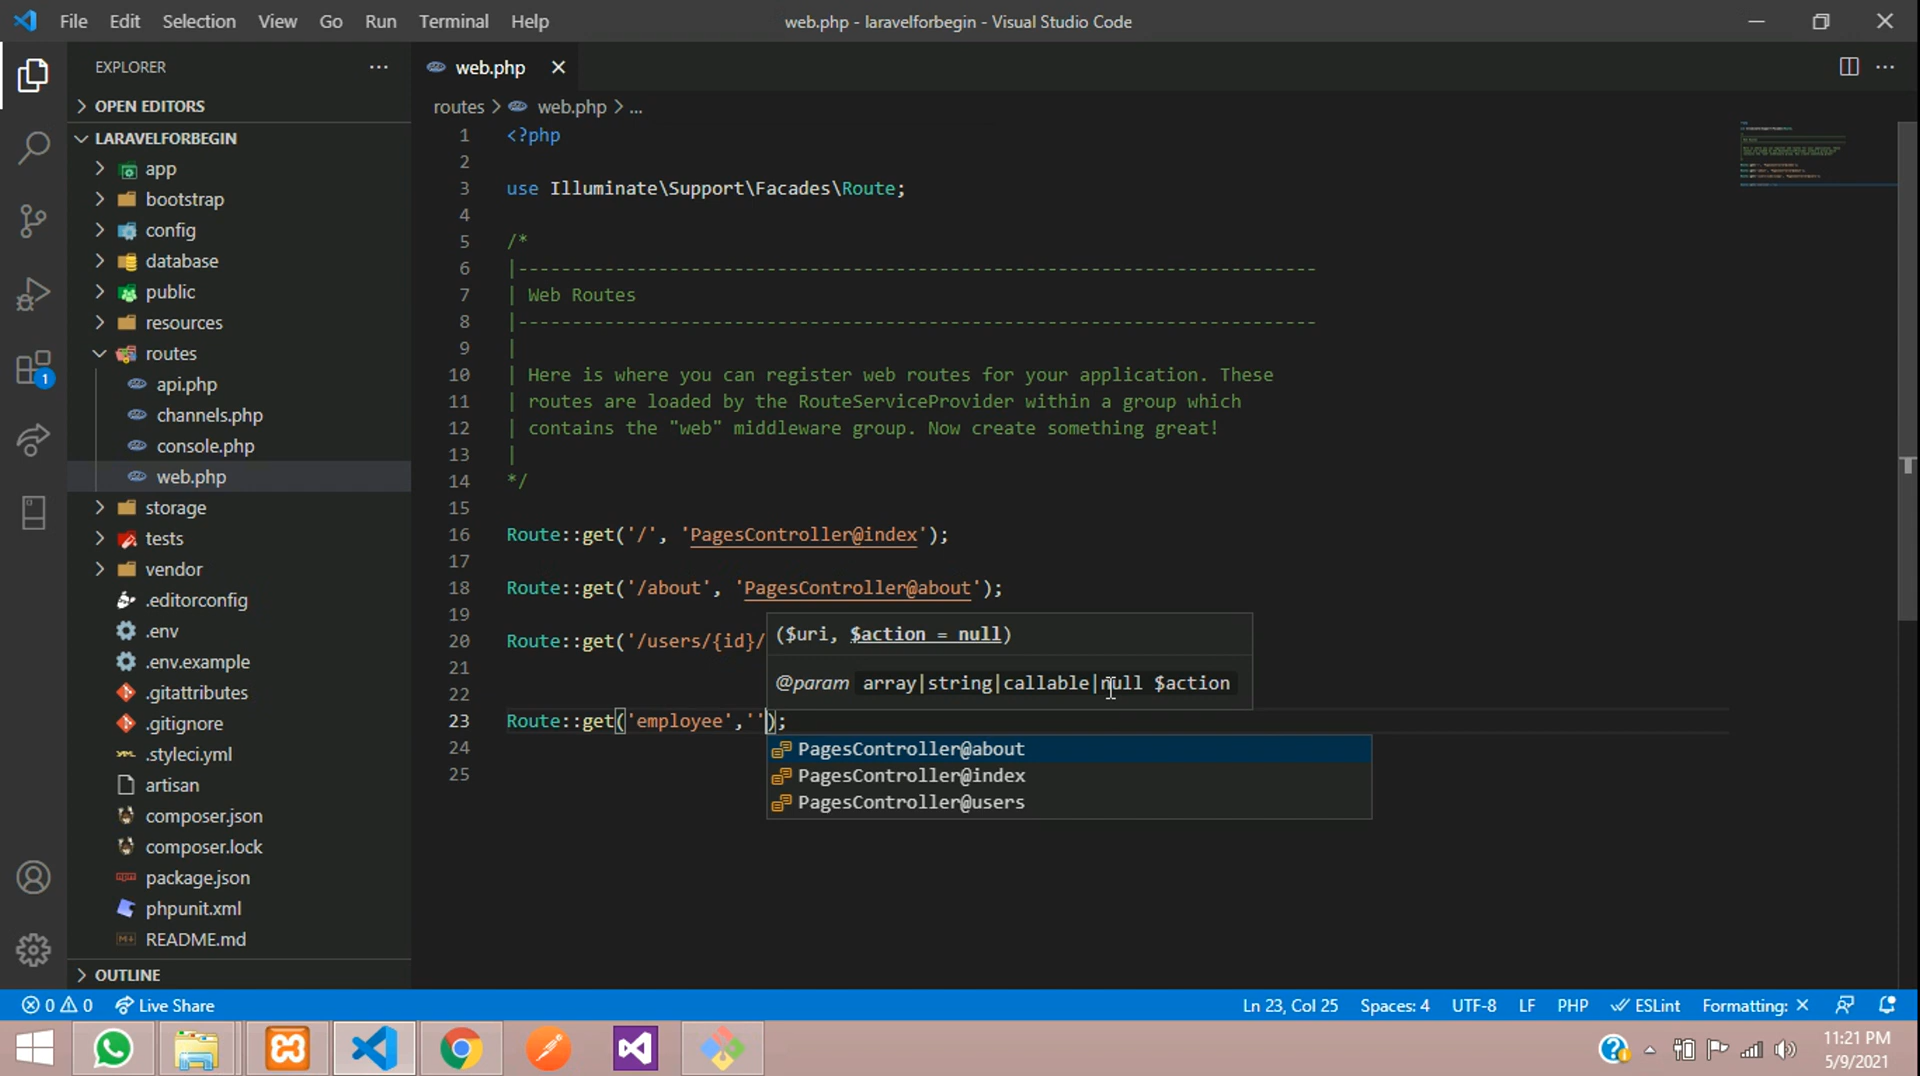 File Edit Selection View Go Run Terminal Help
web.php - laravelforbegin - Visual Studio Code
EXPLORER
OPEN EDITORS
LARAVELFORBEGIN
app
bootstrap
config
database
public
resources
routes
api.php
channels.php
console.php
web.php
storage
tests
vendor
.editorconfig
.env
.env.example
.gitattributes
.gitignore
.styleci.yml
artisan
composer.json
composer.lock
package.json
phpunit.xml
README.md
OUTLINE
1
web.php
routes > web.php > ...
1 <?php
2
3 use Illuminate\Support\Facades\Route;
4
5 /*
6 |--------------------------------------------------------------------------
7 | Web Routes
8 |--------------------------------------------------------------------------
9 |
10 | Here is where you can register web routes for your application. These
11 | routes are loaded by the RouteServiceProvider within a group which
12 | contains the "web" middleware group. Now create something great!
13 |
14 */
15
16 Route::get('/', 'PagesController@index');
17
18 Route::get('/about', 'PagesController@about');
19
20 Route::get('/users/{id}/
21
22
23 Route::get('employee','');
24
25
($uri, $action = null)
@param array|string|callable|null $action
PagesController@about
PagesController@index
PagesController@users
0 0 Live Share
Ln 23, Col 25 Spaces: 4 UTF-8 LF PHP ESLint Formatting: ×
11:21 PM
5/9/2021